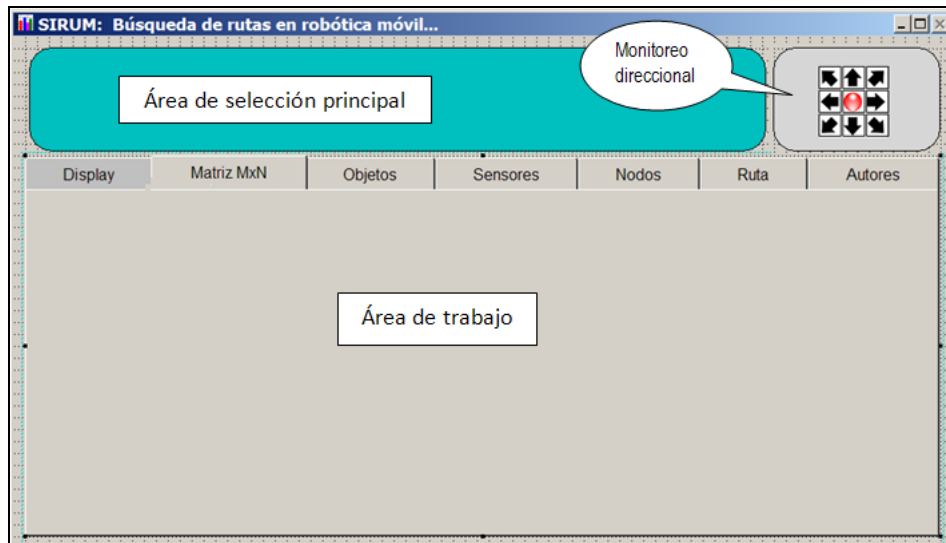 SIRUM: Búsqueda de rutas en robótica móvil...
Monitoreo
direccional
Área de selección principal
Display Matriz MxN Objetos Sensores Nodos Ruta Autores
Área de trabajo